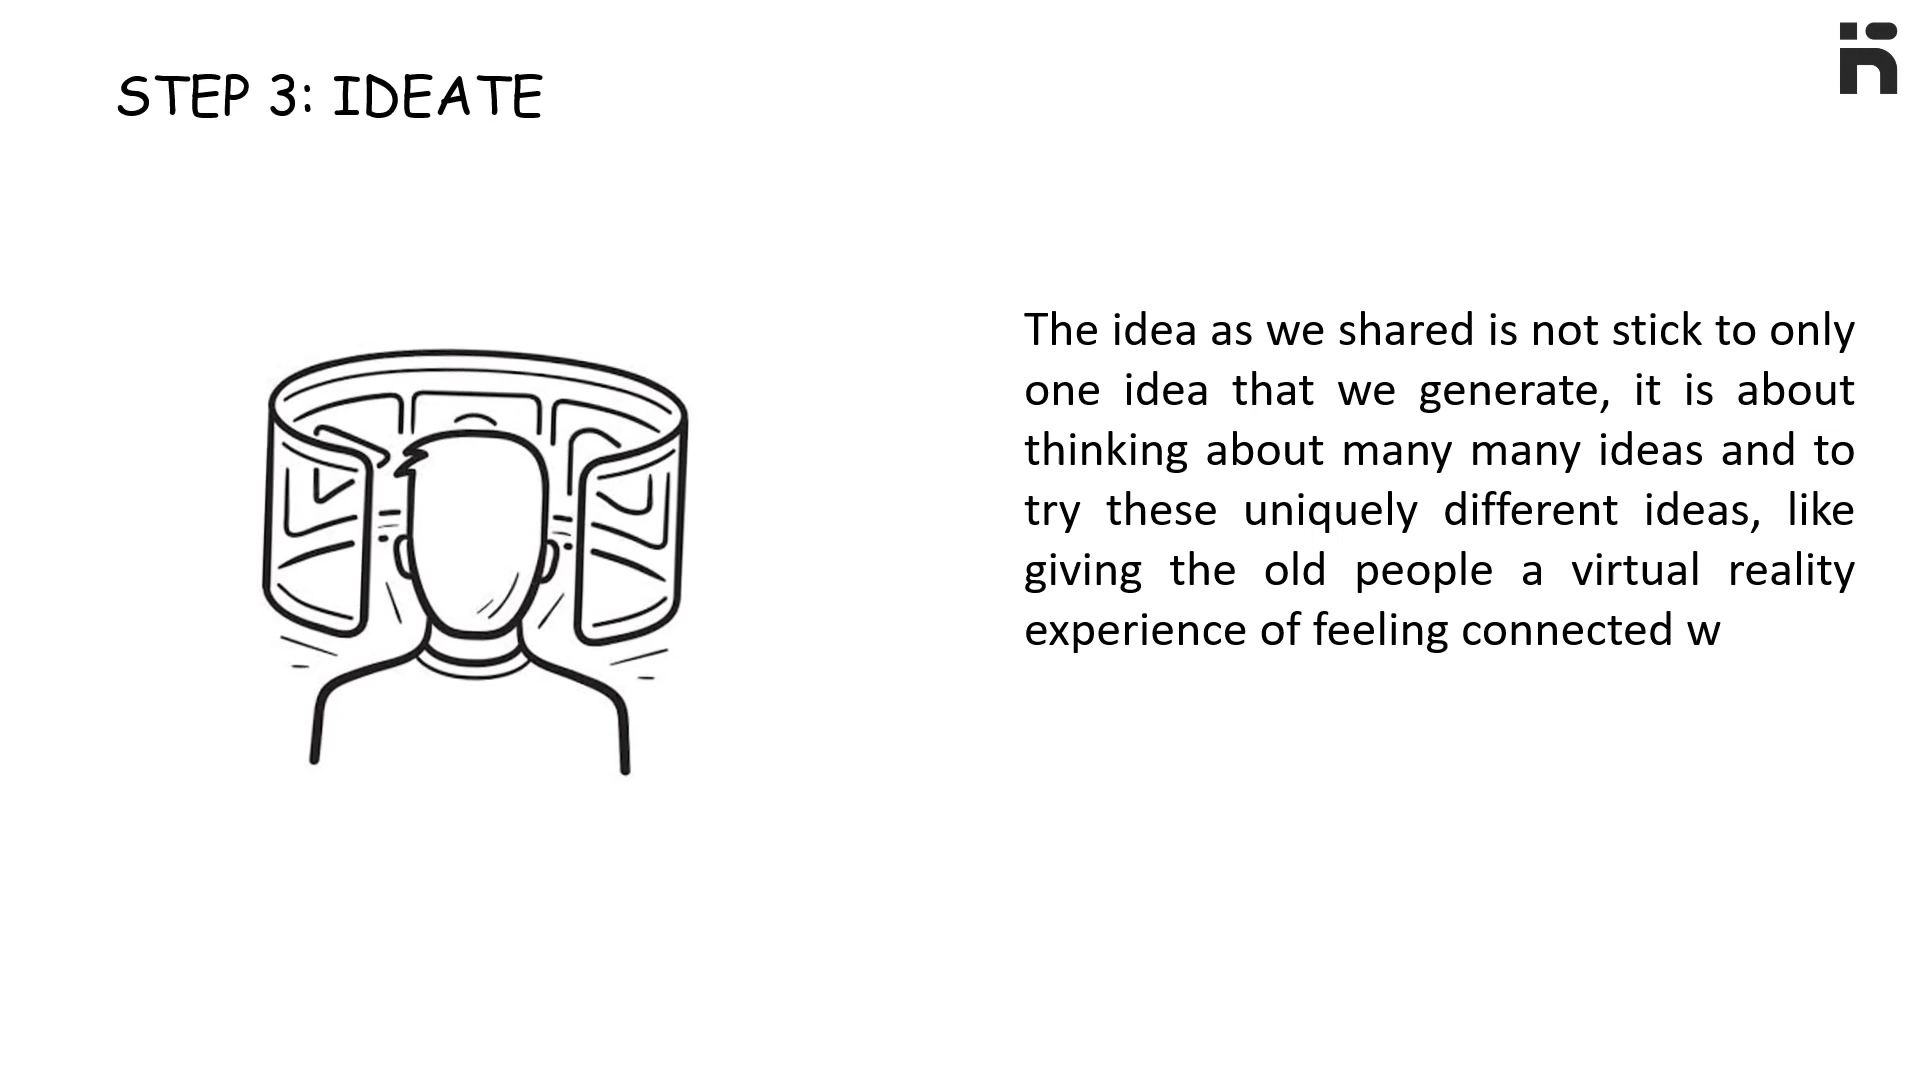 STEP 3: IDEATE
The idea as we shared is not stick to only
one idea that we generate, it is about
thinking about many many ideas and to
try these uniquely different ideas, like
giving the old people a virtual reality
experience of feeling connected w